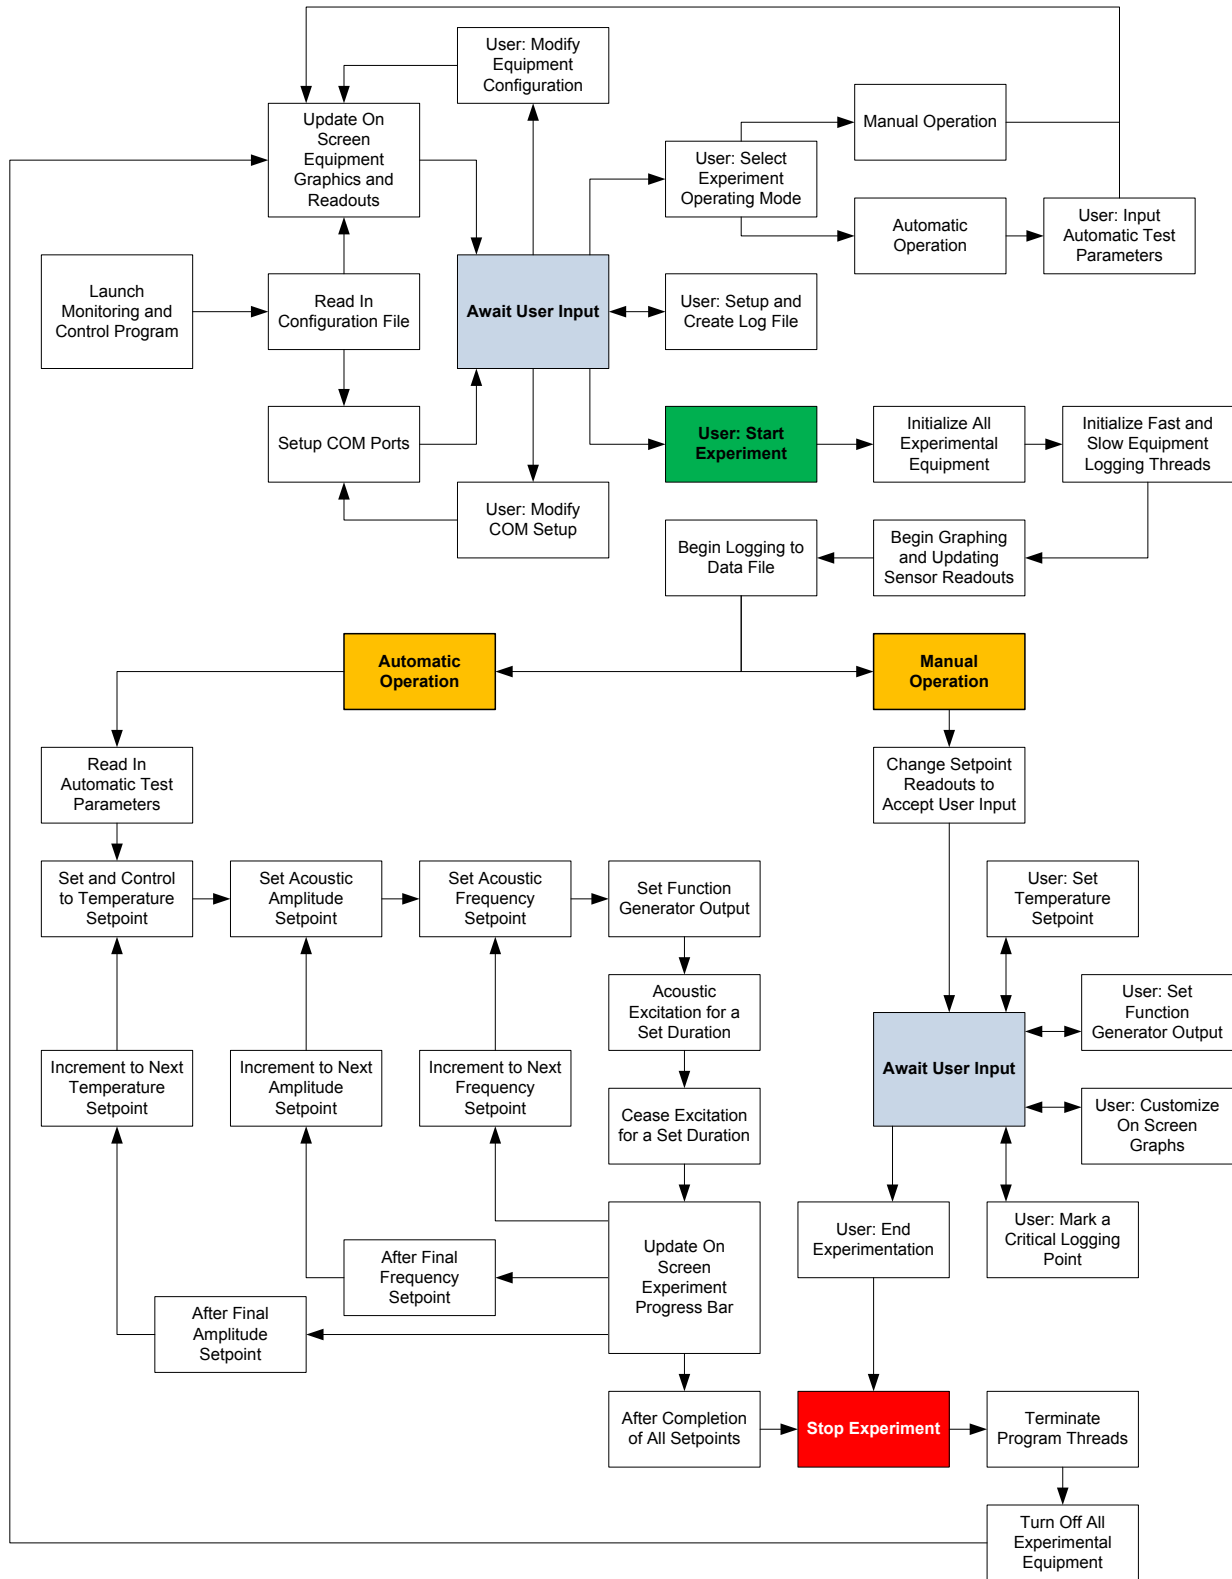 User: Modify
Equipment
Configuration
Update On
Screen
Equipment
Graphics and
Readouts
Manual Operation
User: Select
Experiment
Operating Mode
Automatic
Operation
User: Input
Automatic Test
Parameters
Launch
Monitoring and
Control Program
Read In
Configuration File
Await User Input
User: Setup and
Create Log File
Setup COM Ports
User: Start
Experiment
Initialize All
Experimental
Equipment
Initialize Fast and
Slow Equipment
Logging Threads
User: Modify
COM Setup
Begin Logging to
Data File
Begin Graphing
and Updating
Sensor Readouts
Automatic
Operation
Manual
Operation
Read In
Automatic Test
Parameters
Change Setpoint
Readouts to
Accept User Input
Set and Control
to Temperature
Setpoint
Set Acoustic
Amplitude
Setpoint
Set Acoustic
Frequency
Setpoint
Set Function
Generator Output
User: Set
Temperature
Setpoint
Acoustic
Excitation for a
Set Duration
User: Set
Function
Generator Output
Increment to Next
Temperature
Setpoint
Increment to Next
Amplitude
Setpoint
Increment to Next
Frequency
Setpoint
Await User Input
Cease Excitation
for a Set Duration
User: Customize
On Screen
Graphs
User: End
Experimentation
User: Mark a
Critical Logging
Point
After Final
Frequency
Setpoint
Update On
Screen
Experiment
Progress Bar
After Final
Amplitude
Setpoint
After Completion
of All Setpoints
Stop Experiment
Terminate
Program Threads
Turn Off All
Experimental
Equipment